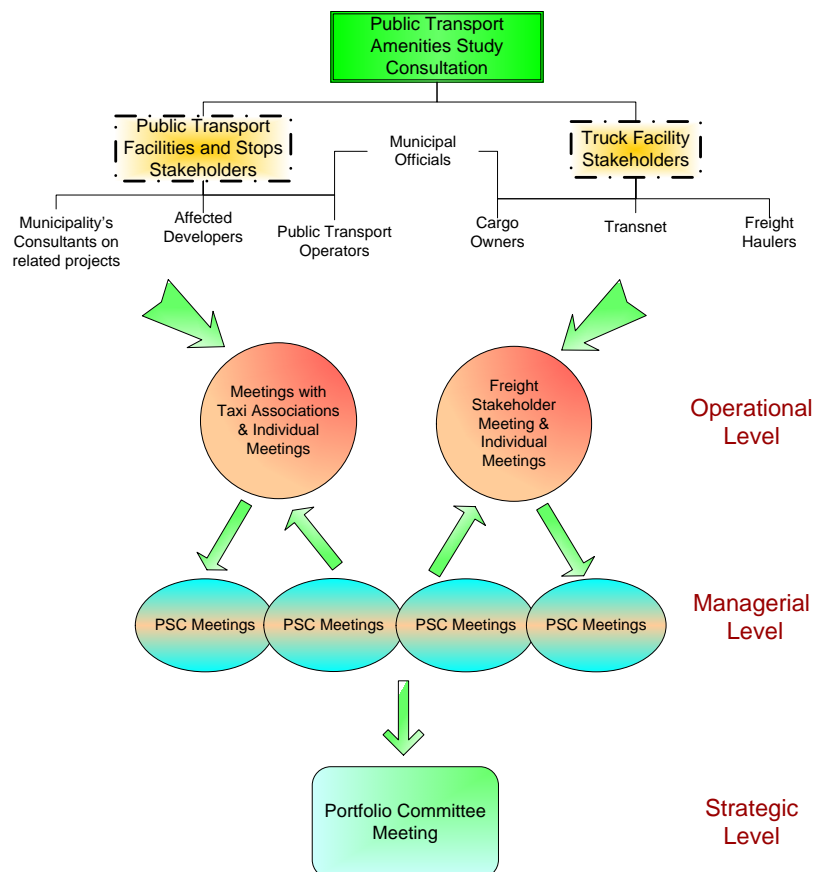 Public Transport
Amenities Study
Consultation
Public Transport
Facilities and Stops
Stakeholders
Municipal
Officials
Truck Facility
Stakeholders
Municipality's
Consultants on
related projects
Affected
Developers
Public Transport
Operators
Cargo
Owners
Transnet
Freight
Haulers
Meetings with
Taxi Associations
& Individual
Meetings
Freight
Stakeholder
Meeting &
Individual
Meetings
Operational
Level
PSC Meetings
PSC Meetings
PSC Meetings
PSC Meetings
Managerial
Level
Portfolio Committee
Meeting
Strategic
Level